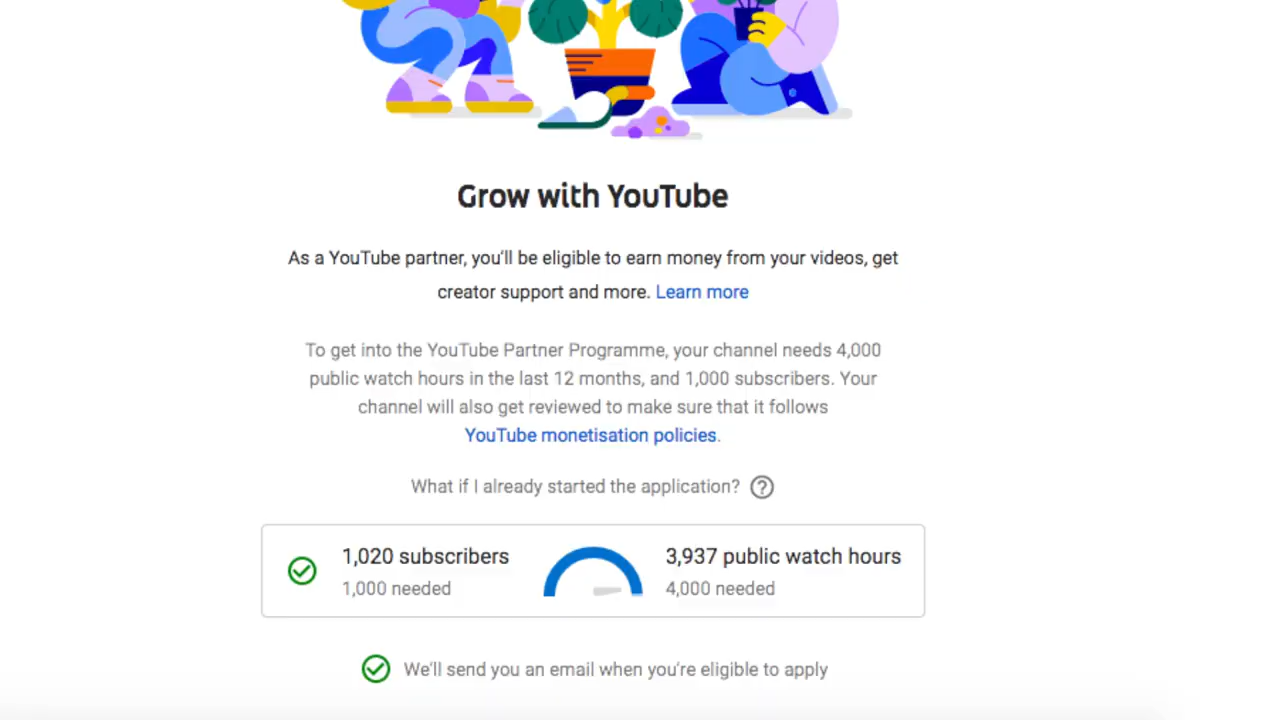 Grow with YouTube
As a YouTube partner, you'll be eligible to earn money from your videos, get
creator support and more. Learn more
To get into the YouTube Partner Programme, your channel needs 4,000
public watch hours in the last 12 months, and 1,000 subscribers. Your
channel will also get reviewed to make sure that it follows
YouTube monetisation policies.
What if I already started the application? ?
1,020 subscribers
1,000 needed
3,937 public watch hours
4,000 needed
We'll send you an email when you're eligible to apply